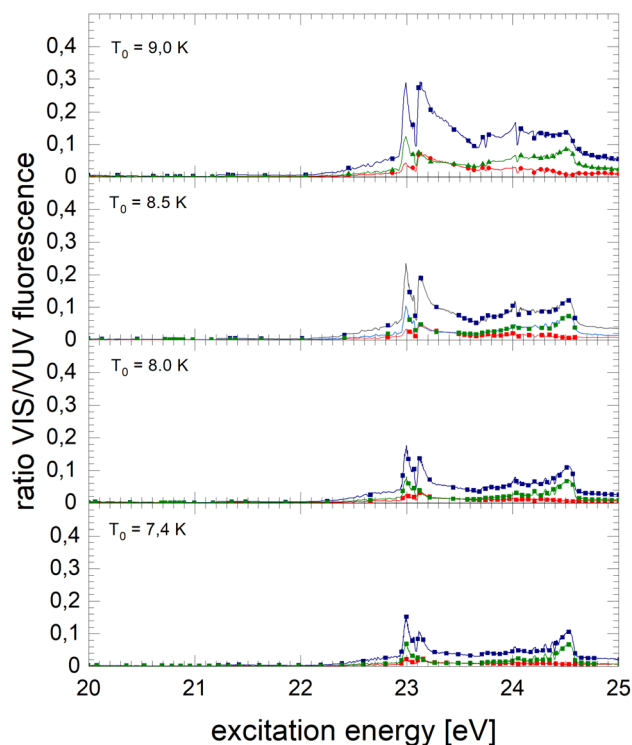 ratio VIS/VUV fluorescence
0,4
T₀ = 9,0 K
0,3
0,2
0,1
0
0,4
T₀ = 8.5 K
0,3
0,2
0,1
0
0,4
T₀ = 8.0 K
0,3
0,2
0,1
0
0,4
T₀ = 7,4 K
0,3
0,2
0,1
0
20 21 22 23 24 25
excitation energy [eV]